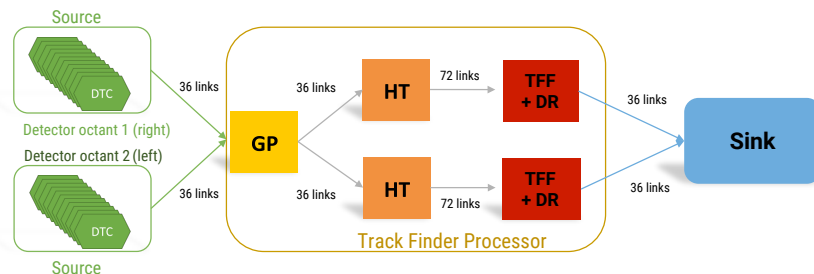 Source
DTC
Detector octant 1 (right)
Detector octant 2 (left)
DTC
Source
36 links
36 links
GP
36 links
36 links
HT
HT
72 links
72 links
TFF
+ DR
TFF
+ DR
Track Finder Processor
36 links
36 links
Sink